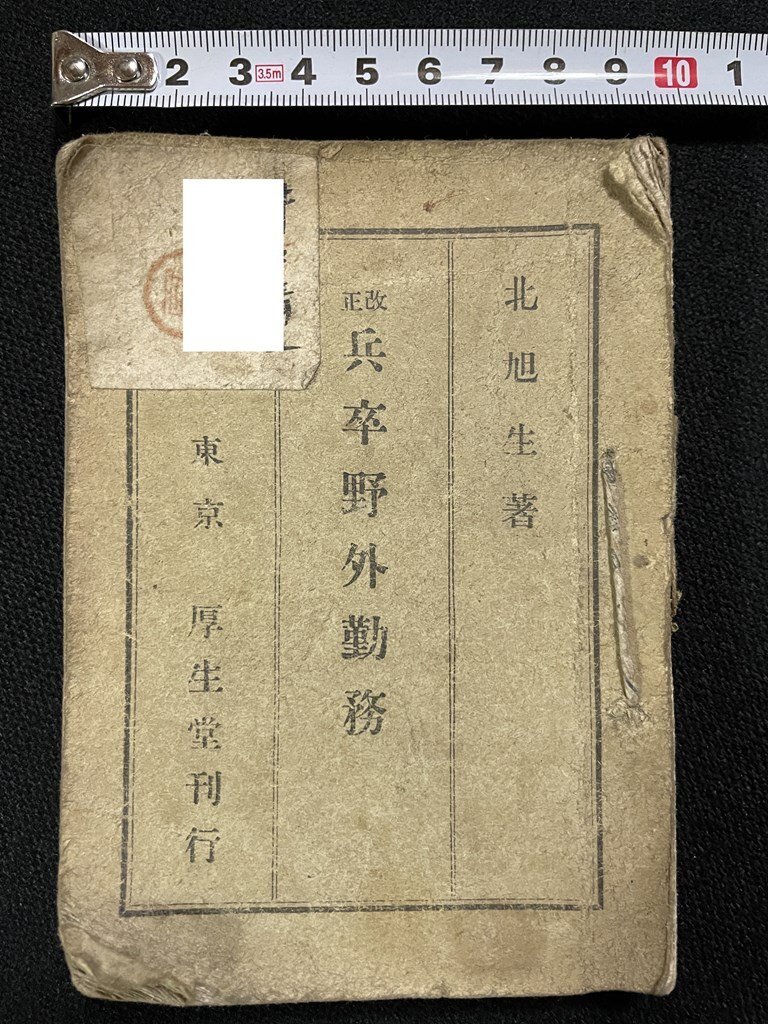 2 3 3.5m 4 5 6 7 8 9 10 1
北旭生著
改正
兵卒野外勤務
東京 厚生堂刊行